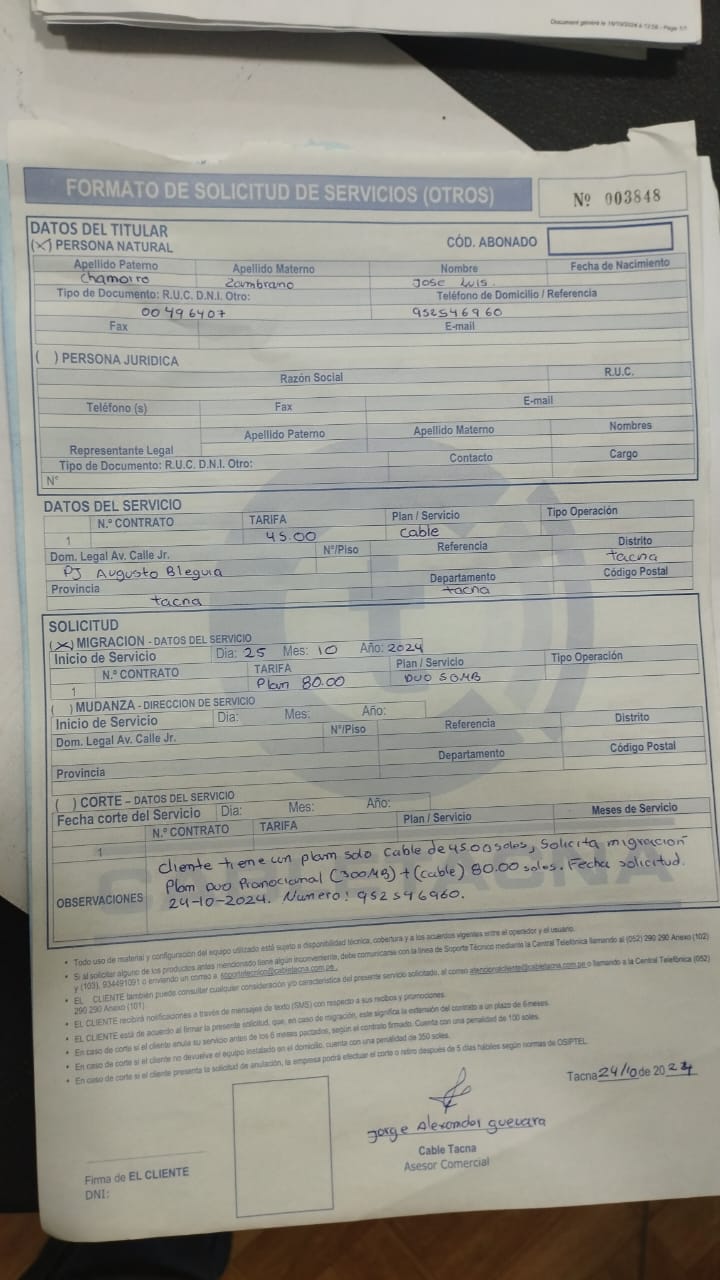 Document généré le 16/10/2024 à 12:56 - Page 1/1
FORMATO DE SOLICITUD DE SERVICIOS (OTROS)
Nº 003848
DATOS DEL TITULAR
(X) PERSONA NATURAL
CÓD. ABONADO
Apellido Paterno Apellido Materno Nombre Fecha de Nacimiento
Chamorro Zambrano Jose Luis.
Tipo de Documento: R.U.C. D.N.I. Otro: Teléfono de Domicilio / Referencia
00496407 952546960
Fax E-mail
( ) PERSONA JURIDICA
Razón Social R.U.C.
Teléfono (s) Fax E-mail
Representante Legal Apellido Paterno Apellido Materno Nombres
Tipo de Documento: R.U.C. D.N.I. Otro: Contacto Cargo
N°
DATOS DEL SERVICIO
N.º CONTRATO TARIFA Plan / Servicio Tipo Operación
1 45.00 Cable
Dom. Legal Av. Calle Jr. N°/Piso Referencia Distrito
PJ Augusto Bleguia tacna
Provincia Departamento Código Postal
tacna tacna
SOLICITUD
(X) MIGRACION - DATOS DEL SERVICIO
Inicio de Servicio Dia: 25 Mes: 10 Año: 2024
N.º CONTRATO TARIFA Plan / Servicio Tipo Operación
1 Plan 80.00 DUO 50MB
( ) MUDANZA - DIRECCION DE SERVICIO
Inicio de Servicio Dia: Mes: Año:
Dom. Legal Av. Calle Jr. N°/Piso Referencia Distrito
Provincia Departamento Código Postal
( ) CORTE – DATOS DEL SERVICIO
Fecha corte del Servicio Dia: Mes: Año:
N.º CONTRATO TARIFA Plan / Servicio Meses de Servicio
1
OBSERVACIONES
Cliente tiene un plam solo Cable de 45.00 soles, Solicita migración
Plam Duo Promocional (300MB) + (cable) 80.00 soles. Fecha solicitud.
24-10-2024. Numero: 952546960.
• Todo uso de material y configuración del equipo utilizado está sujeto a disponibilidad técnica, cobertura y a los acuerdos vigentes entre el operador y el usuario.
• Si al solicitar alguno de los productos antes mencionado tiene algún inconveniente, debe comunicarse con la línea de Soporte Técnico mediante la Central Telefónica llamando al (052) 290 290 Anexo (102)
y (103), 934491091 o enviando un correo a. soportetecnico@cabletacna.com.pe.
• EL CLIENTE también puede consultar cualquier consideración y/o característica del presente servicio solicitado, al correo atencionalcliente@cabletacna.com.pe o llamando a la Central Telefónica (052)
290 290 Anexo (101)
• EL CLIENTE recibirá notificaciones a través de mensajes de texto (SMS) con respecto a sus recibos y promociones.
• EL CLIENTE está de acuerdo al firmar la presente solicitud, que, en caso de migración, este significa la extensión del contrato a un plazo de 6 meses.
• En caso de corte si el cliente anula su servicio antes de los 6 meses pactados, según el contrato firmado. Cuenta con una penalidad de 100 soles.
• En caso de corte si el cliente no devuelve el equipo instalado en el domicilio, cuenta con una penalidad de 350 soles.
• En caso de corte si el cliente presenta la solicitud de anulación, la empresa podrá efectuar el corte o retiro después de 5 días hábiles según normas de OSIPTEL.
Tacna 24/10 de 2024
Jorge Alexander guevara
Cable Tacna
Asesor Comercial
Firma de EL CLIENTE
DNI: